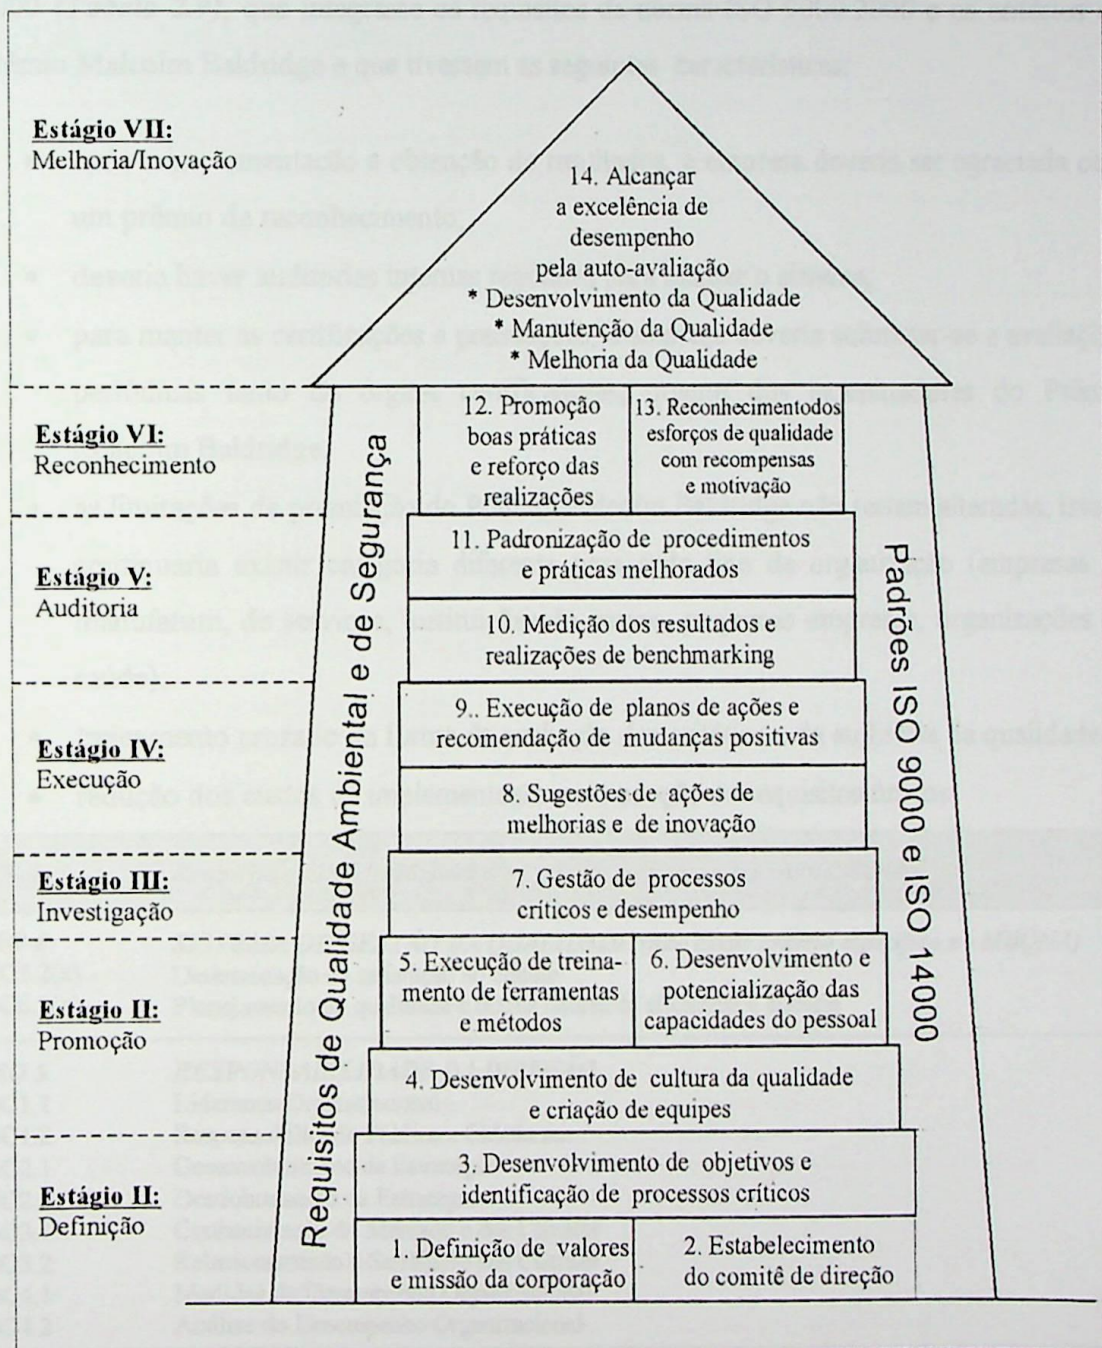 Estágio VII:
Melhoria/Inovação
14. Alcançar
a excelência de
desempenho
pela auto-avaliação
* Desenvolvimento da Qualidade
* Manutenção da Qualidade
* Melhoria da Qualidade
Estágio VI:
Reconhecimento
12. Promoção
boas práticas
e reforço das
realizações
13. Reconhecimentodos
esforços de qualidade
com recompensas
e motivação
Estágio V:
Auditoria
11. Padronização de procedimentos
e práticas melhorados
10. Medição dos resultados e
realizações de benchmarking
Estágio IV:
Execução
9.. Execução de planos de ações e
recomendação de mudanças positivas
8. Sugestões de ações de
melhorias e de inovação
Estágio III:
Investigação
7. Gestão de processos
críticos e desempenho
Estágio II:
Promoção
5. Execução de treina-
mento de ferramentas
e métodos
6. Desenvolvimento e
potencialização das
capacidades do pessoal
4. Desenvolvimento de cultura da qualidade
e criação de equipes
Estágio II:
Definição
3. Desenvolvimento de objetivos e
identificação de processos críticos
1. Definição de valores
e missão da corporação
2. Estabelecimento
do comitê de direção
Requisitos de Qualidade Ambiental e de Segurança
Padrões ISO 9000 e ISO 14000